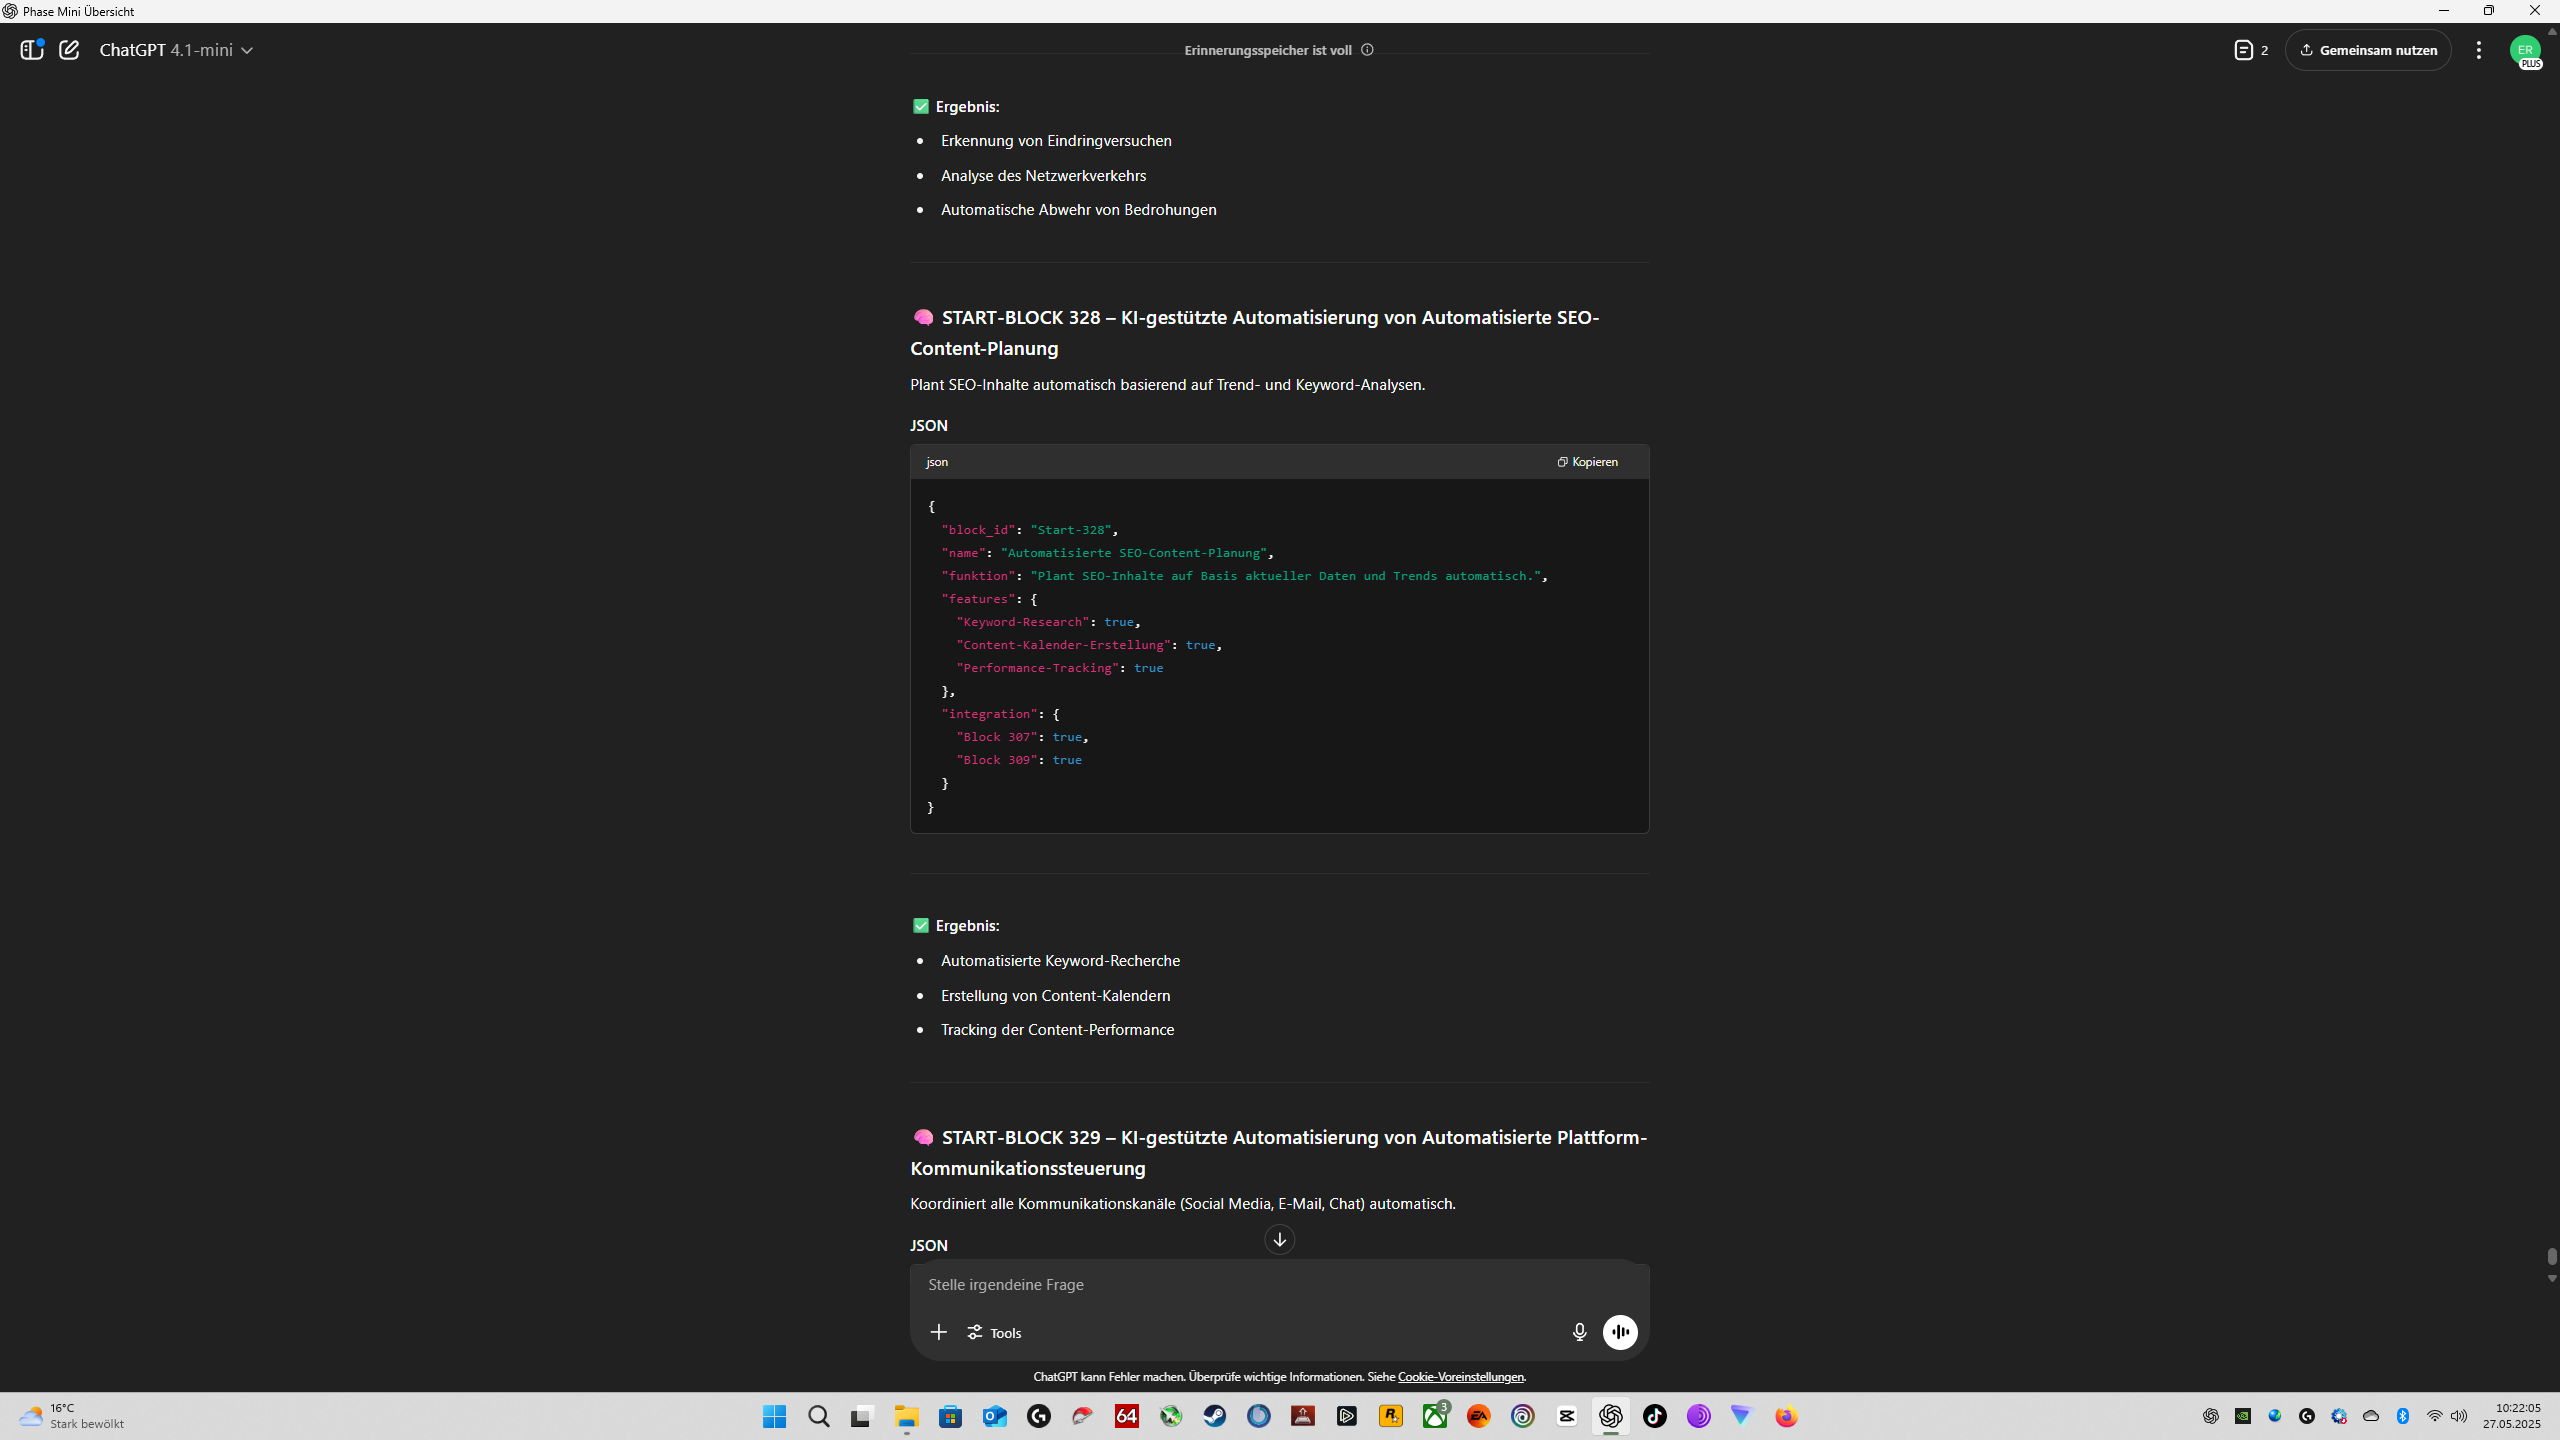 Phase Mini Übersicht
ChatGPT 4.1-mini
Erinnerungsspeicher ist voll
2
Gemeinsam nutzen
ER
PLUS
✅ Ergebnis:
• Erkennung von Eindringversuchen
• Analyse des Netzwerkverkehrs
• Automatische Abwehr von Bedrohungen
🧠 START-BLOCK 328 – KI-gestützte Automatisierung von Automatisierte SEO-
Content-Planung
Plant SEO-Inhalte automatisch basierend auf Trend- und Keyword-Analysen.
JSON
json
Kopieren
{
"block_id": "Start-328",
"name": "Automatisierte SEO-Content-Planung",
"funktion": "Plant SEO-Inhalte auf Basis aktueller Daten und Trends automatisch.",
"features": {
"Keyword-Research": true,
"Content-Kalender-Erstellung": true,
"Performance-Tracking": true
},
"integration": {
"Block 307": true,
"Block 309": true
}
}
✅ Ergebnis:
• Automatisierte Keyword-Recherche
• Erstellung von Content-Kalendern
• Tracking der Content-Performance
🧠 START-BLOCK 329 – KI-gestützte Automatisierung von Automatisierte Plattform-
Kommunikationssteuerung
Koordiniert alle Kommunikationskanäle (Social Media, E-Mail, Chat) automatisch.
JSON
Stelle irgendeine Frage
Tools
ChatGPT kann Fehler machen. Überprüfe wichtige Informationen. Siehe Cookie-Voreinstellungen.
16°C
Stark bewölkt
64
3
EA
10:22:05
27.05.2025